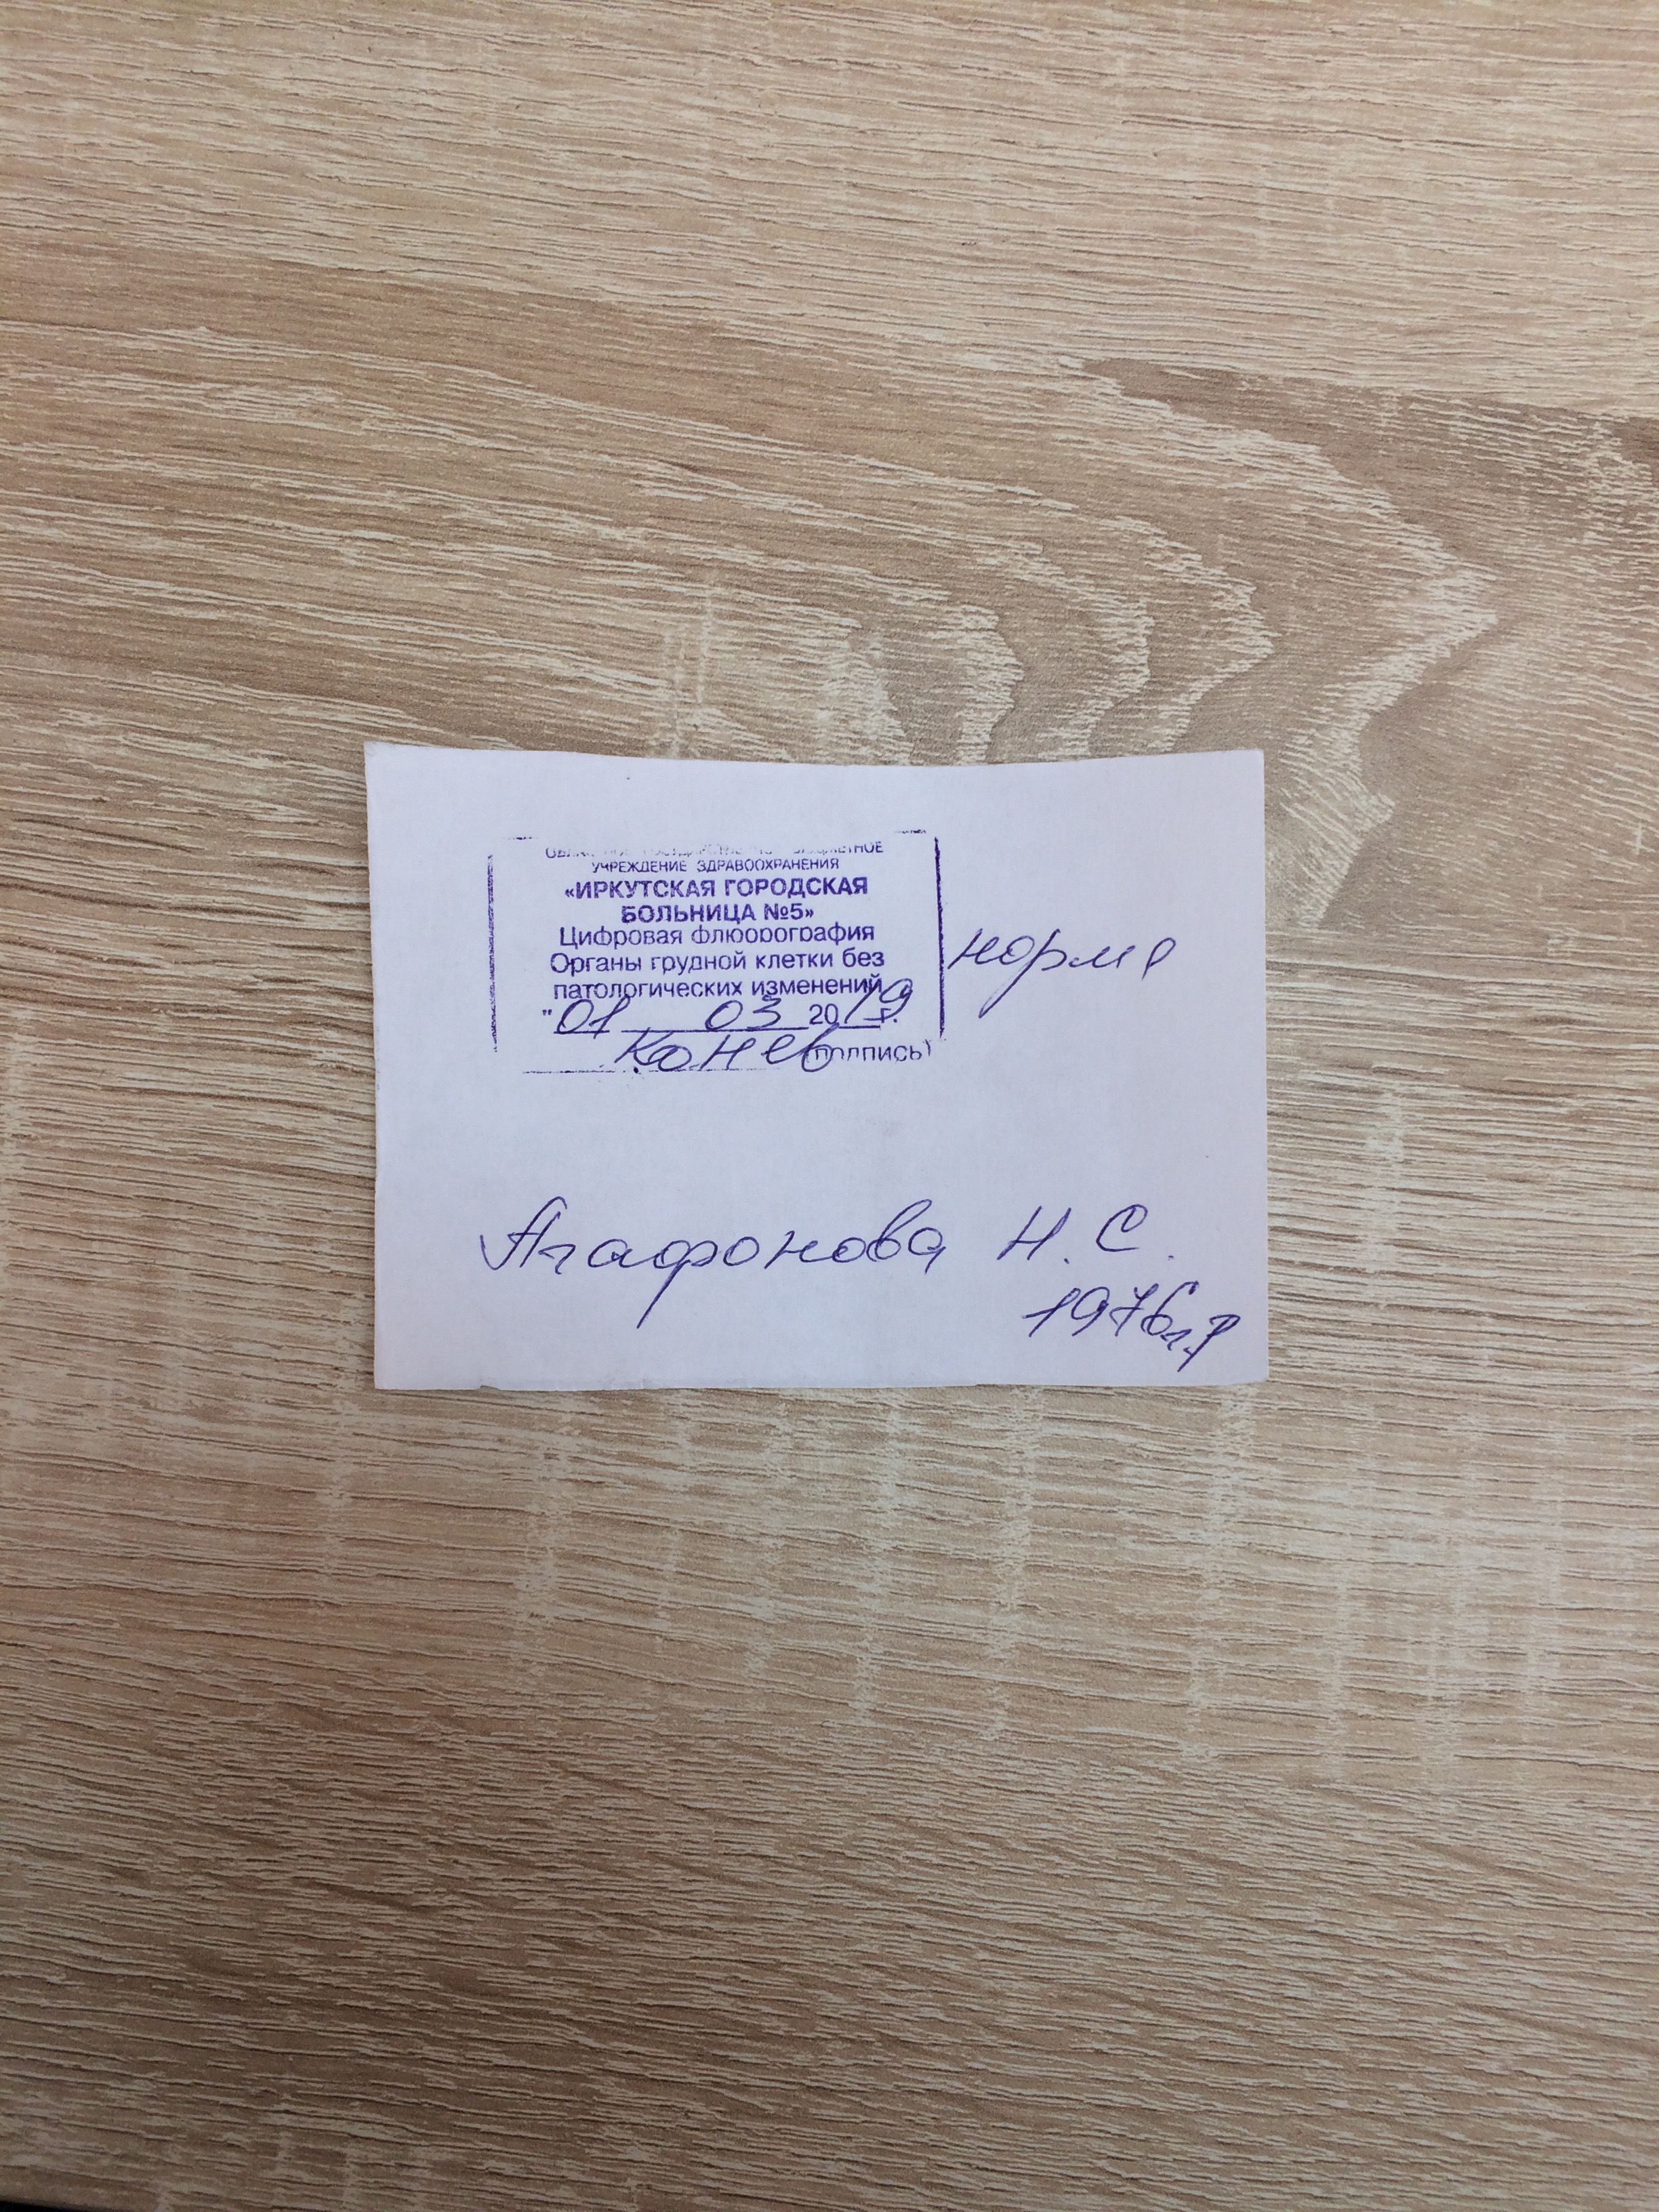 УЧРЕЖДЕНИЕ ЗДРАВООХРАНЕНИЯ
«ИРКУТСКАЯ ГОРОДСКАЯ
БОЛЬНИЦА №5»
Цифровая флюорография
Органы грудной клетки без норма
патологических изменений
"01 03 2019 г.
Конев (подпись)
Агафонова Н. С.
1976 г.р